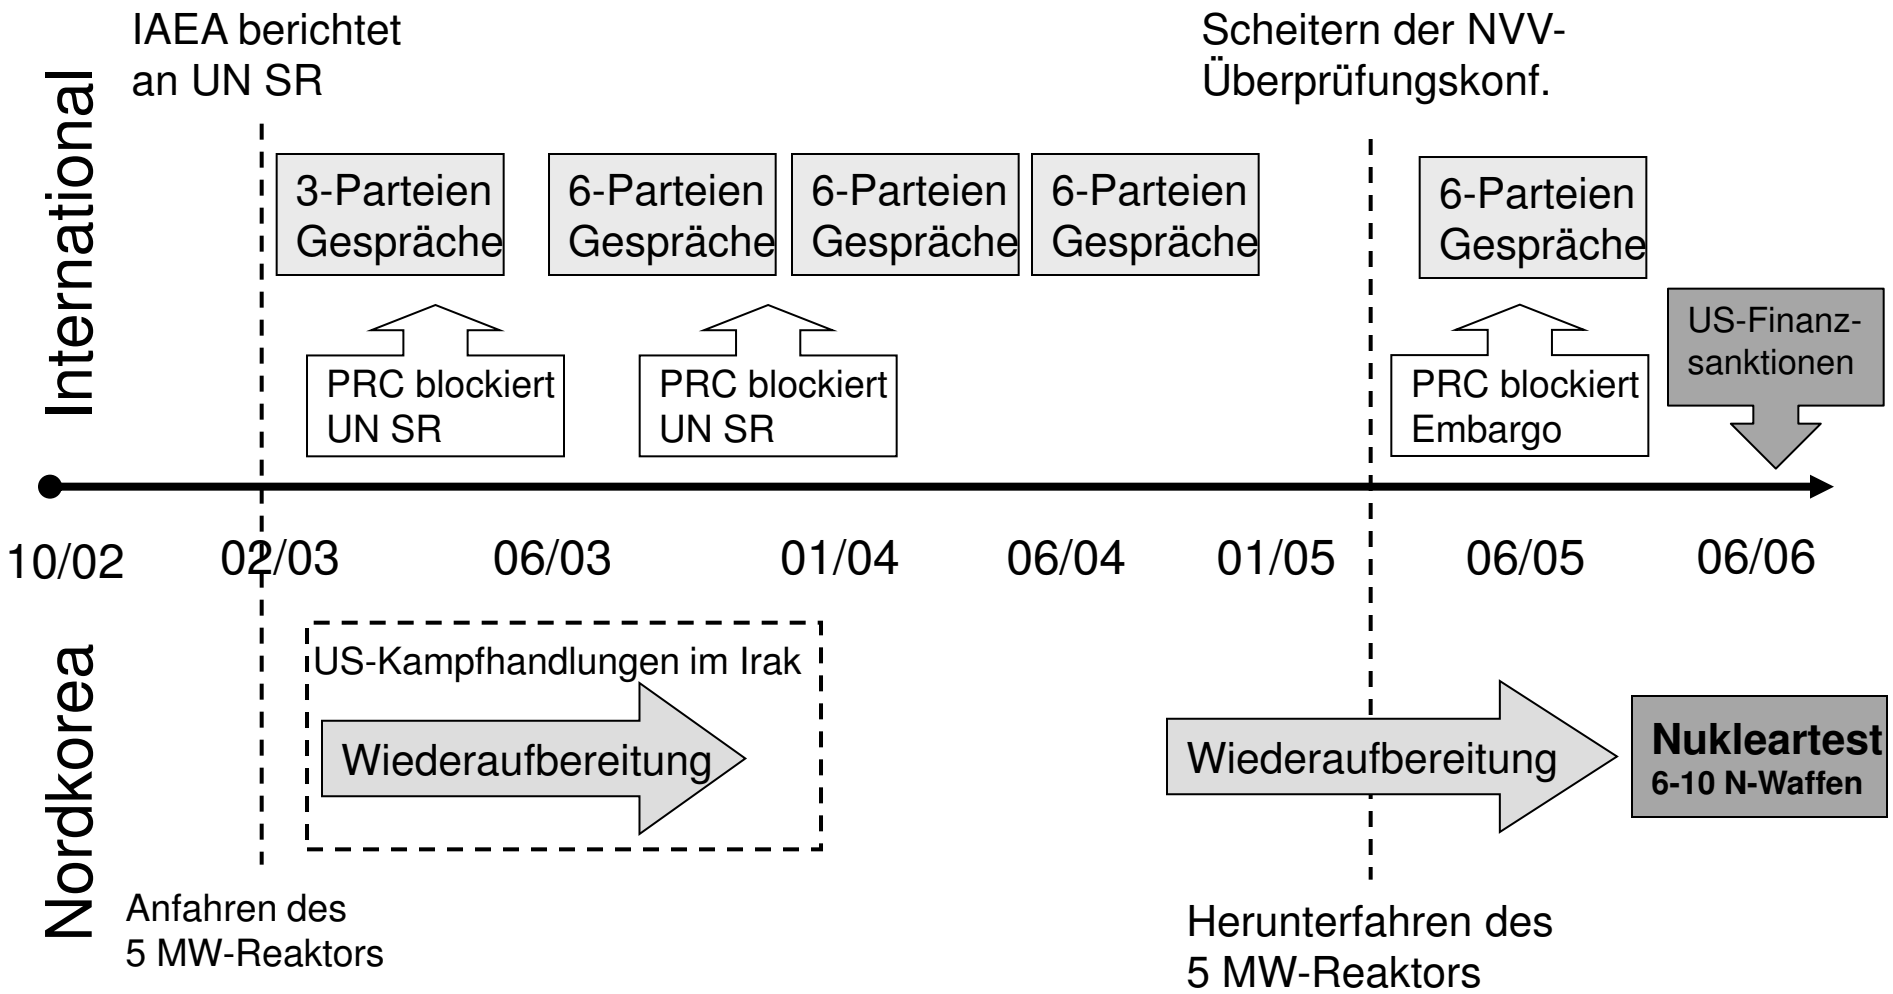 IAEA berichtet
an UN SR
Scheitern der NVV-
Überprüfungskonf.
International
3-Parteien
Gespräche
6-Parteien
Gespräche
6-Parteien
Gespräche
6-Parteien
Gespräche
6-Parteien
Gespräche
PRC blockiert
UN SR
PRC blockiert
UN SR
PRC blockiert
Embargo
US-Finanz-
sanktionen
10/02
02/03
06/03
01/04
06/04
01/05
06/05
06/06
Nordkorea
US-Kampfhandlungen im Irak
Wiederaufbereitung
Wiederaufbereitung
Nukleartest
6-10 N-Waffen
Anfahren des
5 MW-Reaktors
Herunterfahren des
5 MW-Reaktors